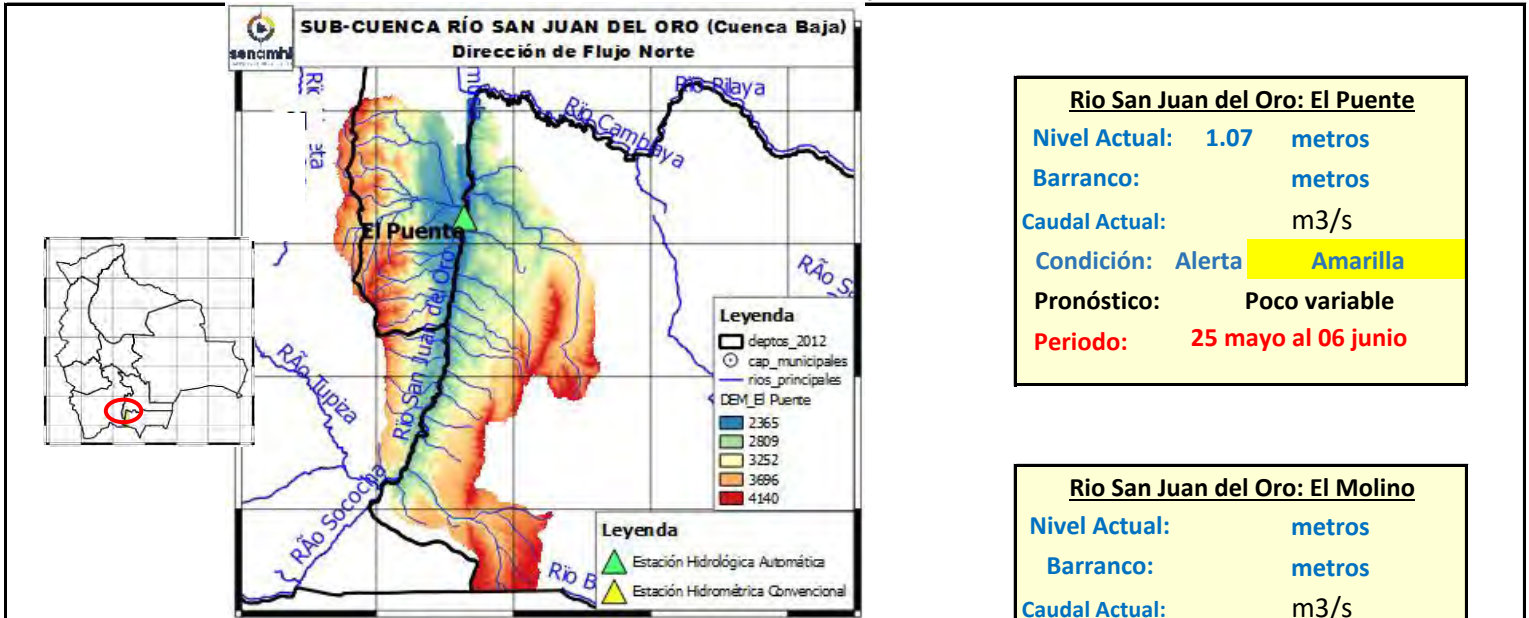 senamhi
SUB-CUENCA RÍO SAN JUAN DEL ORO (Cuenca Baja)
Dirección de Flujo Norte
Río Pilaya
Río Camblaya
El Puente
Río San Juan del Oro
RÃo S
RÃo Tupiza
RÃo Sococha
Río B
Leyenda
deptos_2012
cap_municipales
rios_principales
DEM_El Puente
2365
2809
3252
3696
4140
Leyenda
Estación Hidrológica Automática
Estación Hidrométrica Convencional
Rio San Juan del Oro: El Puente
Nivel Actual: 1.07 metros
Barranco: metros
Caudal Actual: m3/s
Condición: Alerta Amarilla
Pronóstico: Poco variable
Periodo: 25 mayo al 06 junio
Rio San Juan del Oro: El Molino
Nivel Actual: metros
Barranco: metros
Caudal Actual: m3/s